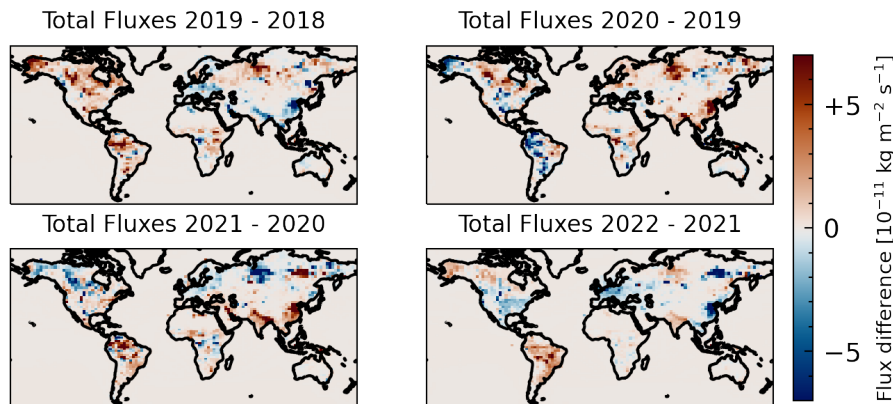 Total Fluxes 2019 - 2018
Total Fluxes 2020 - 2019
Total Fluxes 2021 - 2020
Total Fluxes 2022 - 2021
+5
0
−5
Flux difference [10⁻¹¹ kg m⁻² s⁻¹]